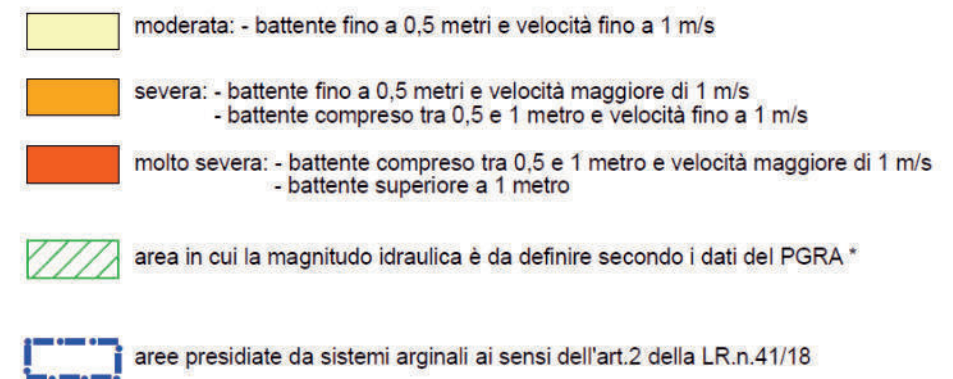 moderata: - battente fino a 0,5 metri e velocità fino a 1 m/s
severa: - battente fino a 0,5 metri e velocità maggiore di 1 m/s
- battente compreso tra 0,5 e 1 metro e velocità fino a 1 m/s
molto severa: - battente compreso tra 0,5 e 1 metro e velocità maggiore di 1 m/s
- battente superiore a 1 metro
area in cui la magnitudo idraulica è da definire secondo i dati del PGRA *
aree presidiate da sistemi arginali ai sensi dell'art.2 della LR.n.41/18